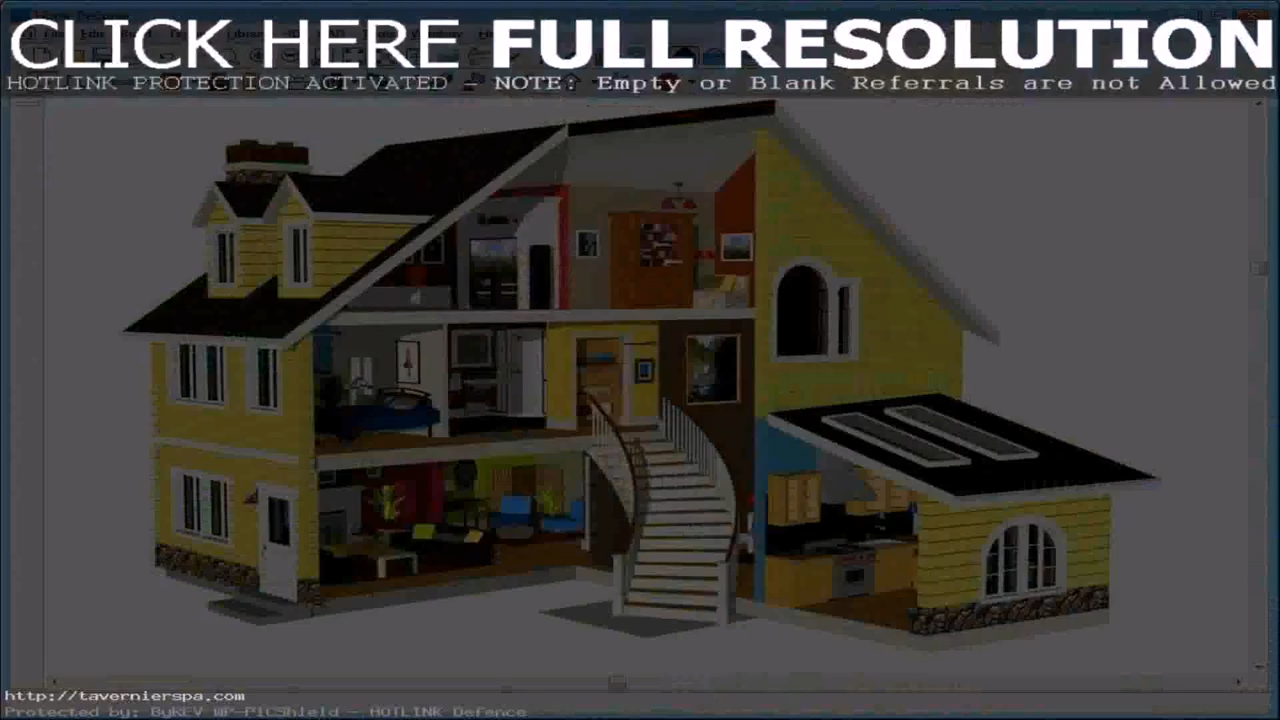 CLICK HERE FULL RESOLUTION
HOTLINK PROTECTION ACTIVATED - NOTE: Empty or Blank Referrals are not Allowed
http://tavernierspa.com
Protected by: ByREV WP-PICShield - HOTLINK Defence